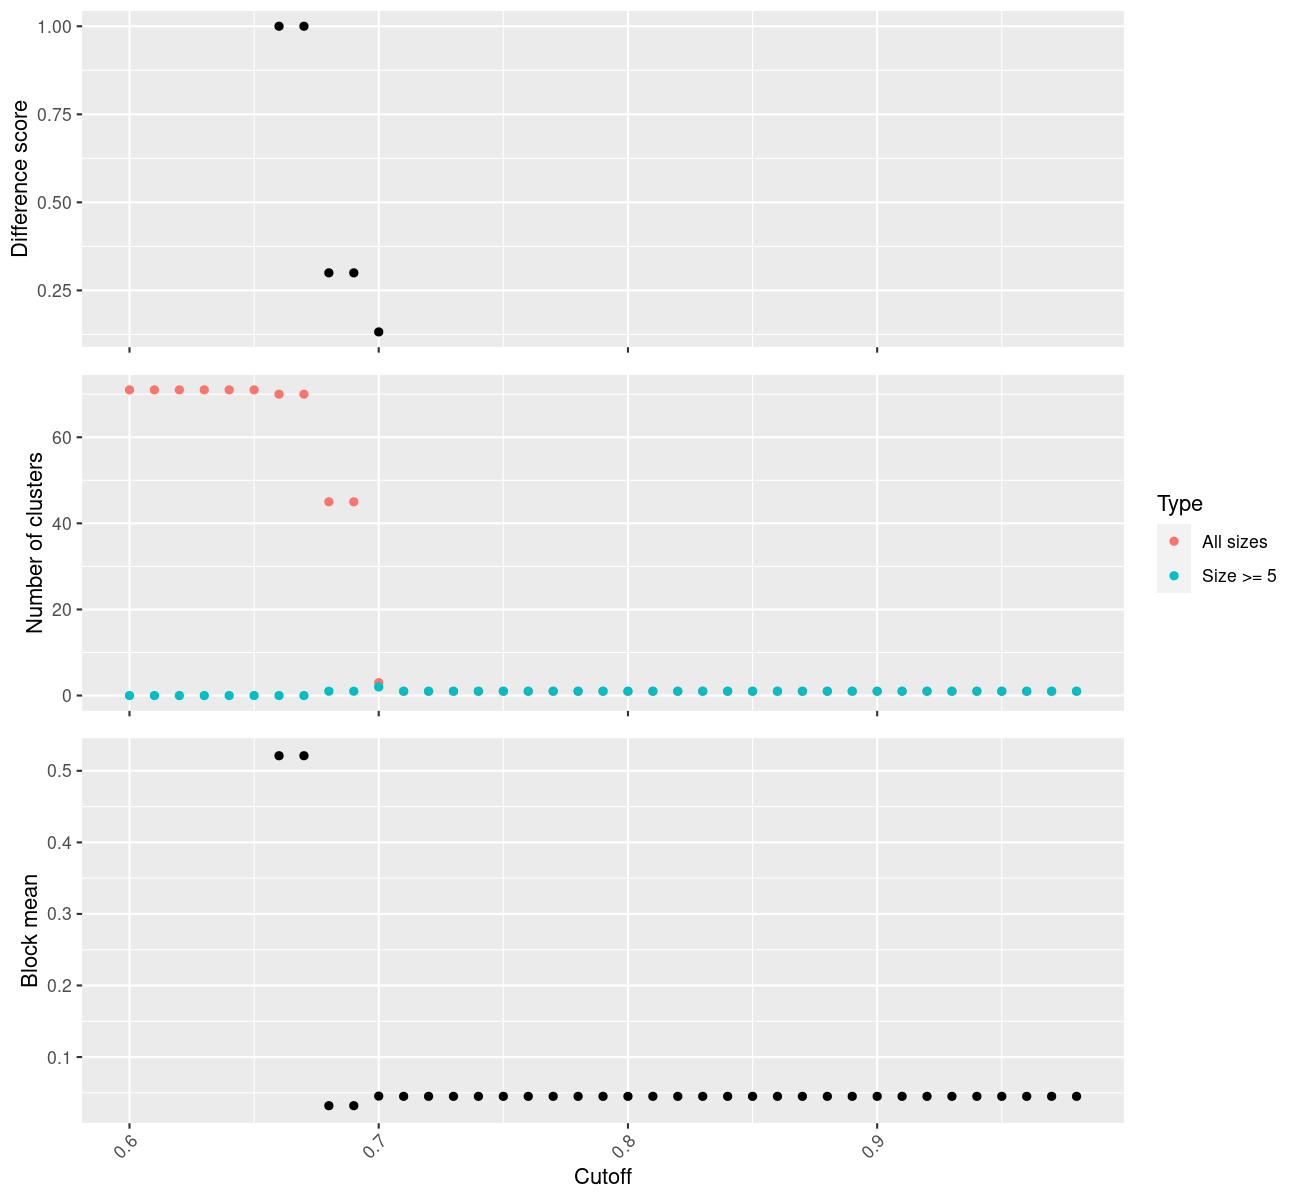 1.00
0.75
0.50
0.25
Difference score
60
40
20
0
Number of clusters
Type
All sizes
Size >= 5
0.5
0.4
0.3
0.2
0.1
Block mean
0.6 0.7 0.8 0.9
Cutoff